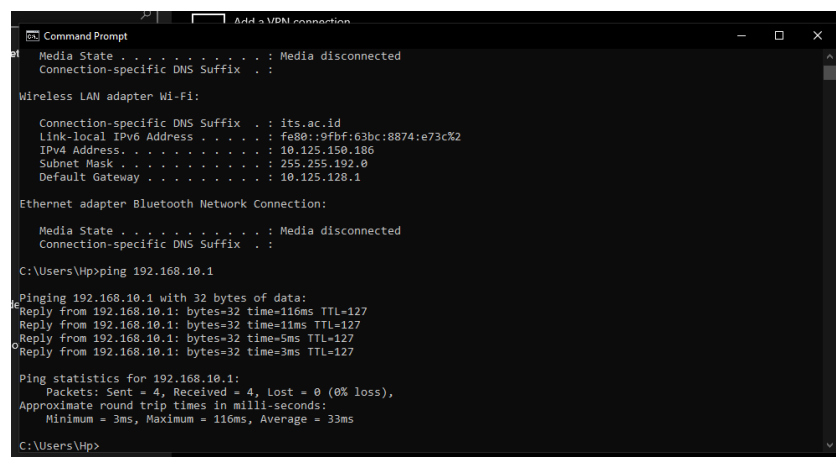 Add a VPN connection
Command Prompt
Media State . . . . . . . . . . . : Media disconnected
Connection-specific DNS Suffix  . :
Wireless LAN adapter Wi-Fi:
Connection-specific DNS Suffix  . : its.ac.id
Link-local IPv6 Address . . . . . : fe80::9fbf:63bc:8874:e73c%2
IPv4 Address. . . . . . . . . . . : 10.125.150.186
Subnet Mask . . . . . . . . . . . : 255.255.192.0
Default Gateway . . . . . . . . . : 10.125.128.1
Ethernet adapter Bluetooth Network Connection:
Media State . . . . . . . . . . . : Media disconnected
Connection-specific DNS Suffix  . :
C:\Users\Hp>ping 192.168.10.1
Pinging 192.168.10.1 with 32 bytes of data:
Reply from 192.168.10.1: bytes=32 time=116ms TTL=127
Reply from 192.168.10.1: bytes=32 time=11ms TTL=127
Reply from 192.168.10.1: bytes=32 time=5ms TTL=127
Reply from 192.168.10.1: bytes=32 time=3ms TTL=127
Ping statistics for 192.168.10.1:
Packets: Sent = 4, Received = 4, Lost = 0 (0% loss),
Approximate round trip times in milli-seconds:
Minimum = 3ms, Maximum = 116ms, Average = 33ms
C:\Users\Hp>